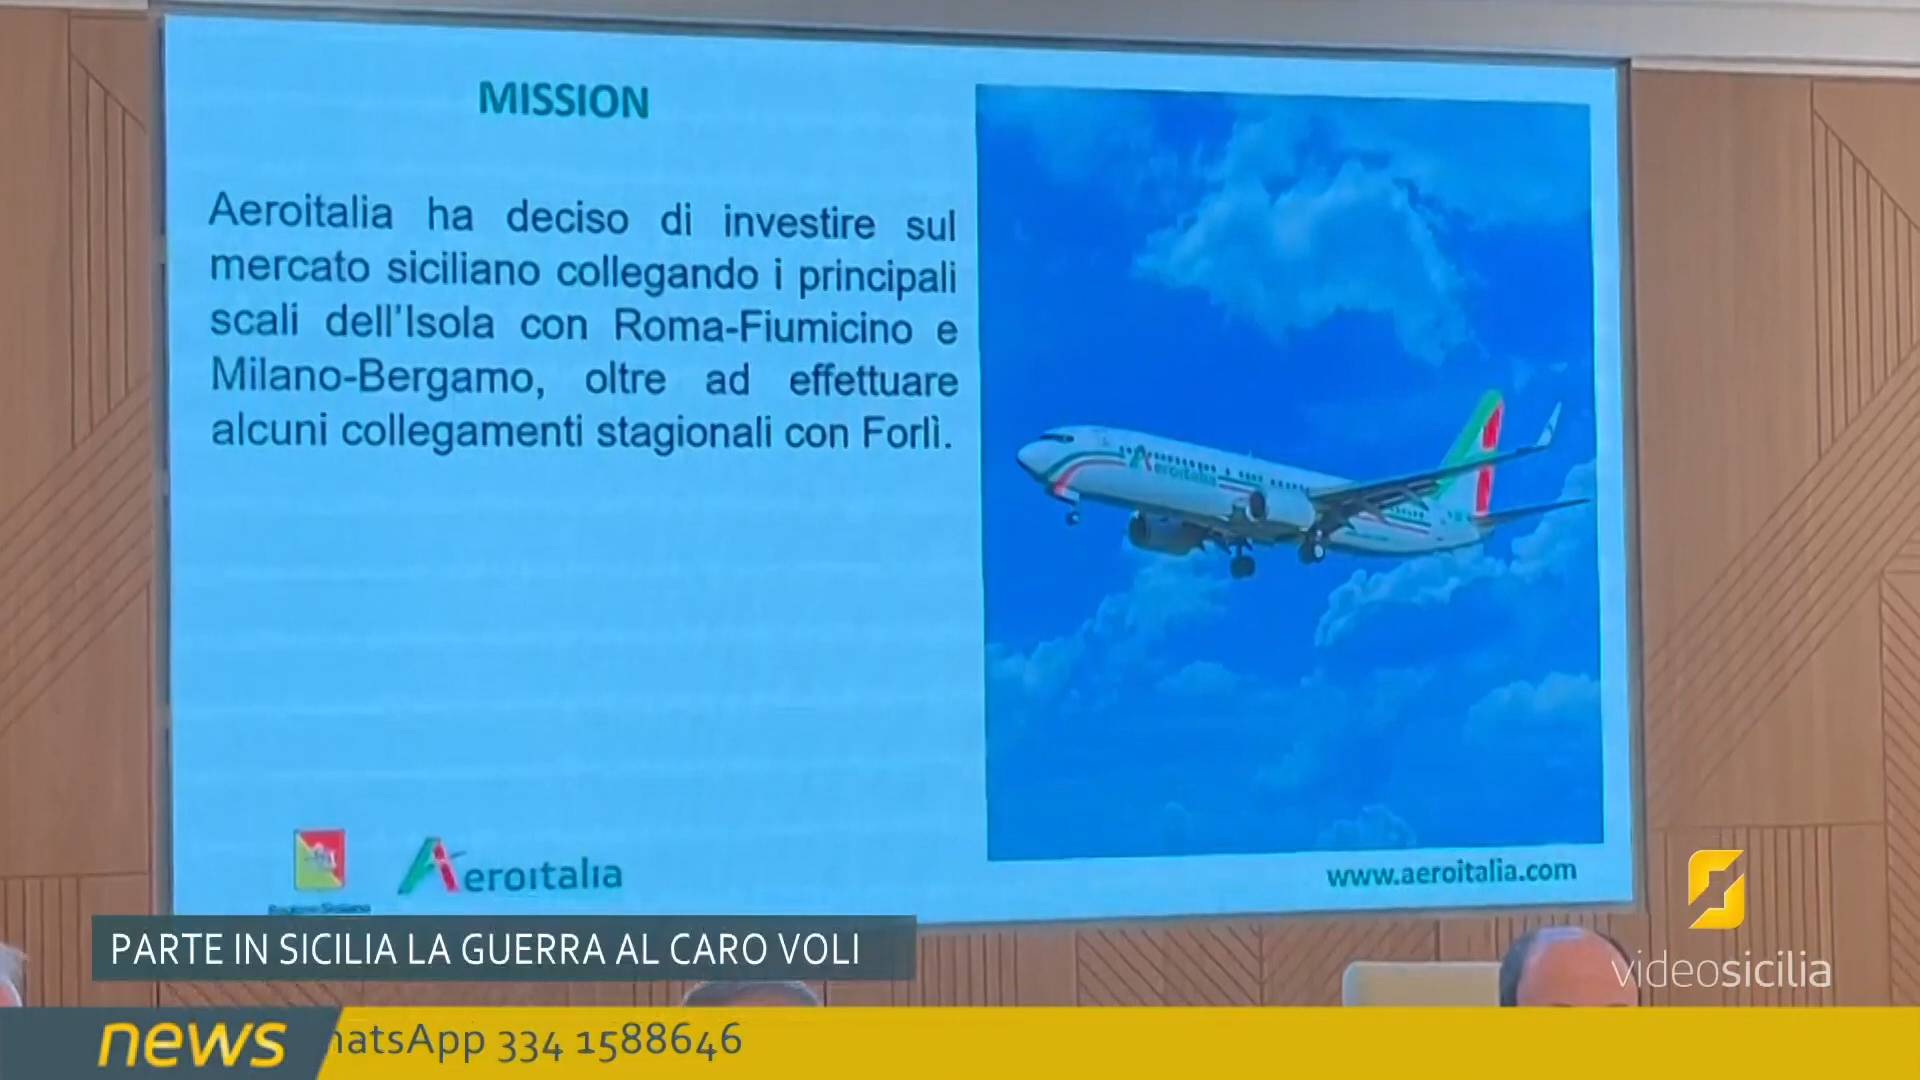 MISSION
Aeroitalia ha deciso di investire sul
mercato siciliano collegando i principali
scali dell'Isola con Roma-Fiumicino e
Milano-Bergamo, oltre ad effettuare
alcuni collegamenti stagionali con Forlì.
Aeroitalia
Aeroitalia
www.aeroitalia.com
PARTE IN SICILIA LA GUERRA AL CARO VOLI
videosicilia
news
hatsApp 334 1588646